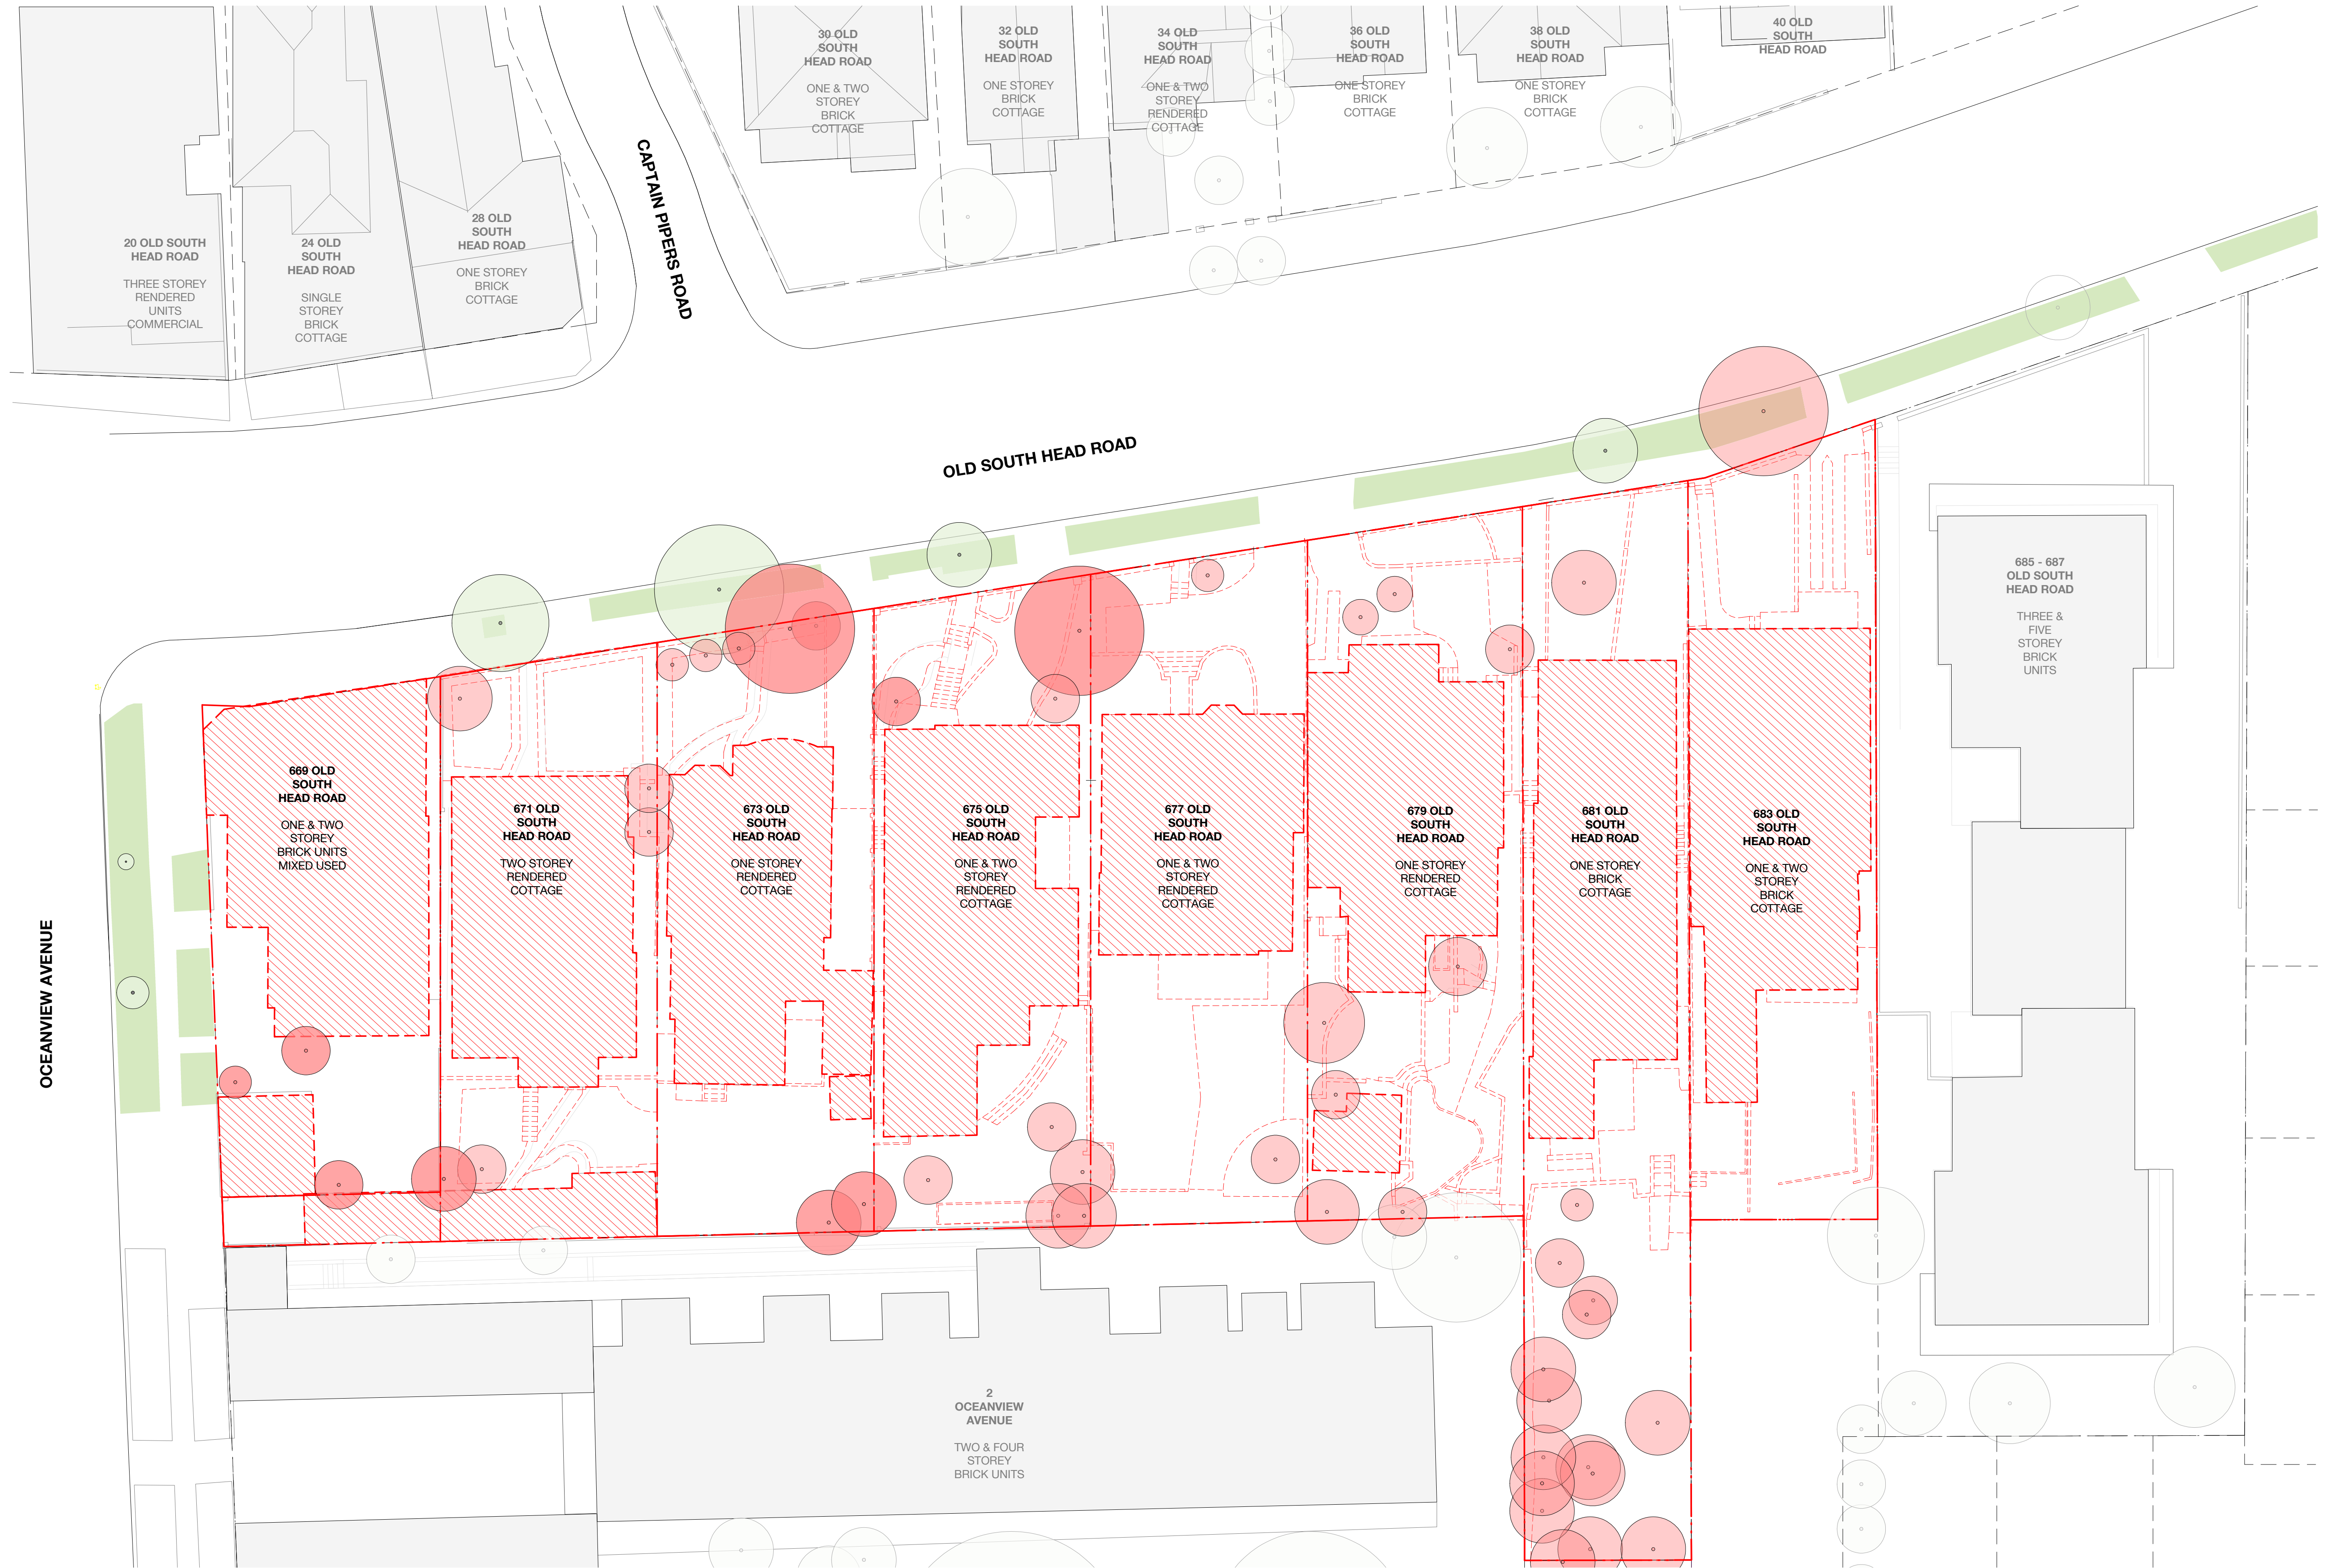 30 OLD
SOUTH
HEAD ROAD
ONE & TWO
STOREY
BRICK
COTTAGE
32 OLD
SOUTH
HEAD ROAD
ONE STOREY
BRICK
COTTAGE
34 OLD
SOUTH
HEAD ROAD
ONE & TWO
STOREY
RENDERED
COTTAGE
36 OLD
SOUTH
HEAD ROAD
ONE STOREY
BRICK
COTTAGE
38 OLD
SOUTH
HEAD ROAD
ONE STOREY
BRICK
COTTAGE
40 OLD
SOUTH
HEAD ROAD
20 OLD SOUTH
HEAD ROAD
THREE STOREY
RENDERED
UNITS
COMMERCIAL
24 OLD
SOUTH
HEAD ROAD
SINGLE
STOREY
BRICK
COTTAGE
28 OLD
SOUTH
HEAD ROAD
ONE STOREY
BRICK
COTTAGE
CAPTAIN PIPERS ROAD
OLD SOUTH HEAD ROAD
685 - 687
OLD SOUTH
HEAD ROAD
THREE &
FIVE
STOREY
BRICK
UNITS
669 OLD
SOUTH
HEAD ROAD
ONE & TWO
STOREY
BRICK UNITS
MIXED USED
671 OLD
SOUTH
HEAD ROAD
TWO STOREY
RENDERED
COTTAGE
673 OLD
SOUTH
HEAD ROAD
ONE STOREY
RENDERED
COTTAGE
675 OLD
SOUTH
HEAD ROAD
ONE & TWO
STOREY
RENDERED
COTTAGE
677 OLD
SOUTH
HEAD ROAD
ONE & TWO
STOREY
RENDERED
COTTAGE
679 OLD
SOUTH
HEAD ROAD
ONE STOREY
RENDERED
COTTAGE
681 OLD
SOUTH
HEAD ROAD
ONE STOREY
BRICK
COTTAGE
683 OLD
SOUTH
HEAD ROAD
ONE & TWO
STOREY
BRICK
COTTAGE
OCEANVIEW AVENUE
2
OCEANVIEW
AVENUE
TWO & FOUR
STOREY
BRICK UNITS